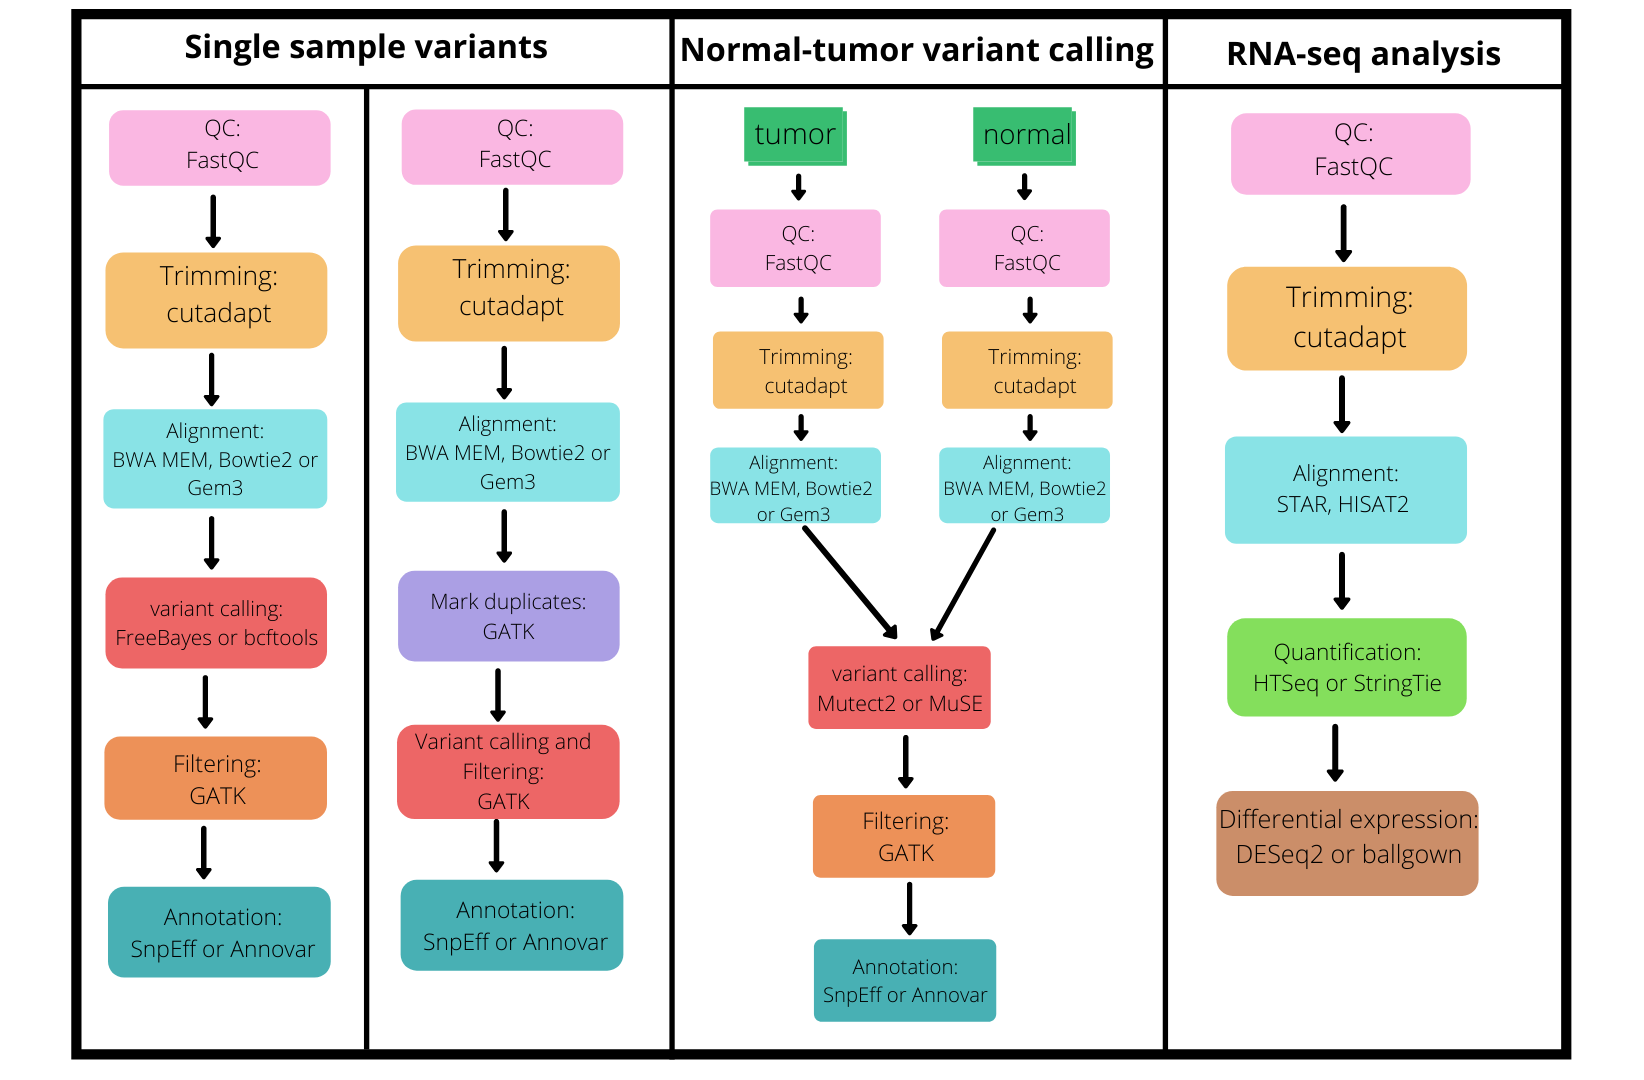 Single sample variants
Normal-tumor variant calling
RNA-seq analysis
QC:
FastQC
Trimming:
cutadapt
Alignment:
BWA MEM, Bowtie2 or
Gem3
variant calling:
FreeBayes or bcftools
Filtering:
GATK
Annotation:
SnpEff or Annovar
QC:
FastQC
Trimming:
cutadapt
Alignment:
BWA MEM, Bowtie2 or
Gem3
Mark duplicates:
GATK
Variant calling and
Filtering:
GATK
Annotation:
SnpEff or Annovar
tumor
QC:
FastQC
Trimming:
cutadapt
Alignment:
BWA MEM, Bowtie2
or Gem3
normal
QC:
FastQC
Trimming:
cutadapt
Alignment:
BWA MEM, Bowtie2
or Gem3
variant calling:
Mutect2 or MuSE
Filtering:
GATK
Annotation:
SnpEff or Annovar
QC:
FastQC
Trimming:
cutadapt
Alignment:
STAR, HISAT2
Quantification:
HTSeq or StringTie
Differential expression:
DESeq2 or ballgown